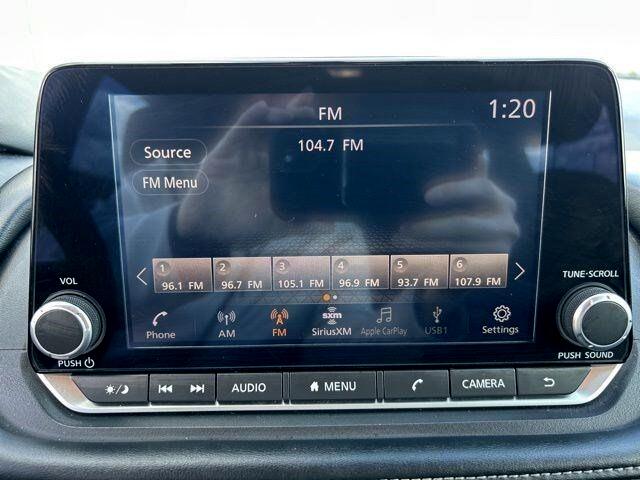 FM 1:20
Source
104.7 FM
FM Menu
1 2 3 4 5 6
96.1 FM 96.7 FM 105.1 FM 96.9 FM 93.7 FM 107.9 FM
VOL
TUNE·SCROLL
Phone AM FM SiriusXM Apple CarPlay USB1 Settings
sxm
A
PUSH
PUSH SOUND
AUDIO MENU CAMERA